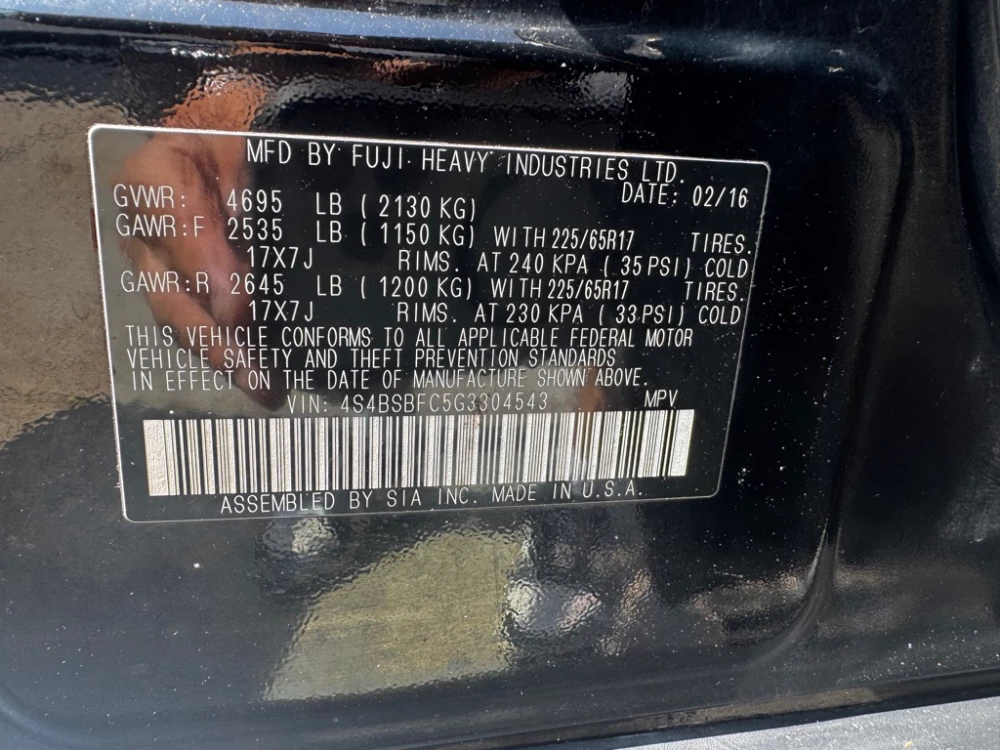 MFD BY FUJI HEAVY INDUSTRIES LTD.
DATE: 02/16
GVWR: 4695 LB (2130 KG)
GAWR:F 2535 LB (1150 KG) WITH 225/65R17 TIRES.
17X7J RIMS. AT 240 KPA (35 PSI) COLD
GAWR:R 2645 LB (1200 KG) WITH 225/65R17 TIRES.
17X7J RIMS. AT 230 KPA (33 PSI) COLD
THIS VEHICLE CONFORMS TO ALL APPLICABLE FEDERAL MOTOR
VEHICLE SAFETY AND THEFT PREVENTION STANDARDS
IN EFFECT ON THE DATE OF MANUFACTURE SHOWN ABOVE.
VIN: 4S4BSBFC5G3304543 MPV
ASSEMBLED BY SIA INC. MADE IN U.S.A.